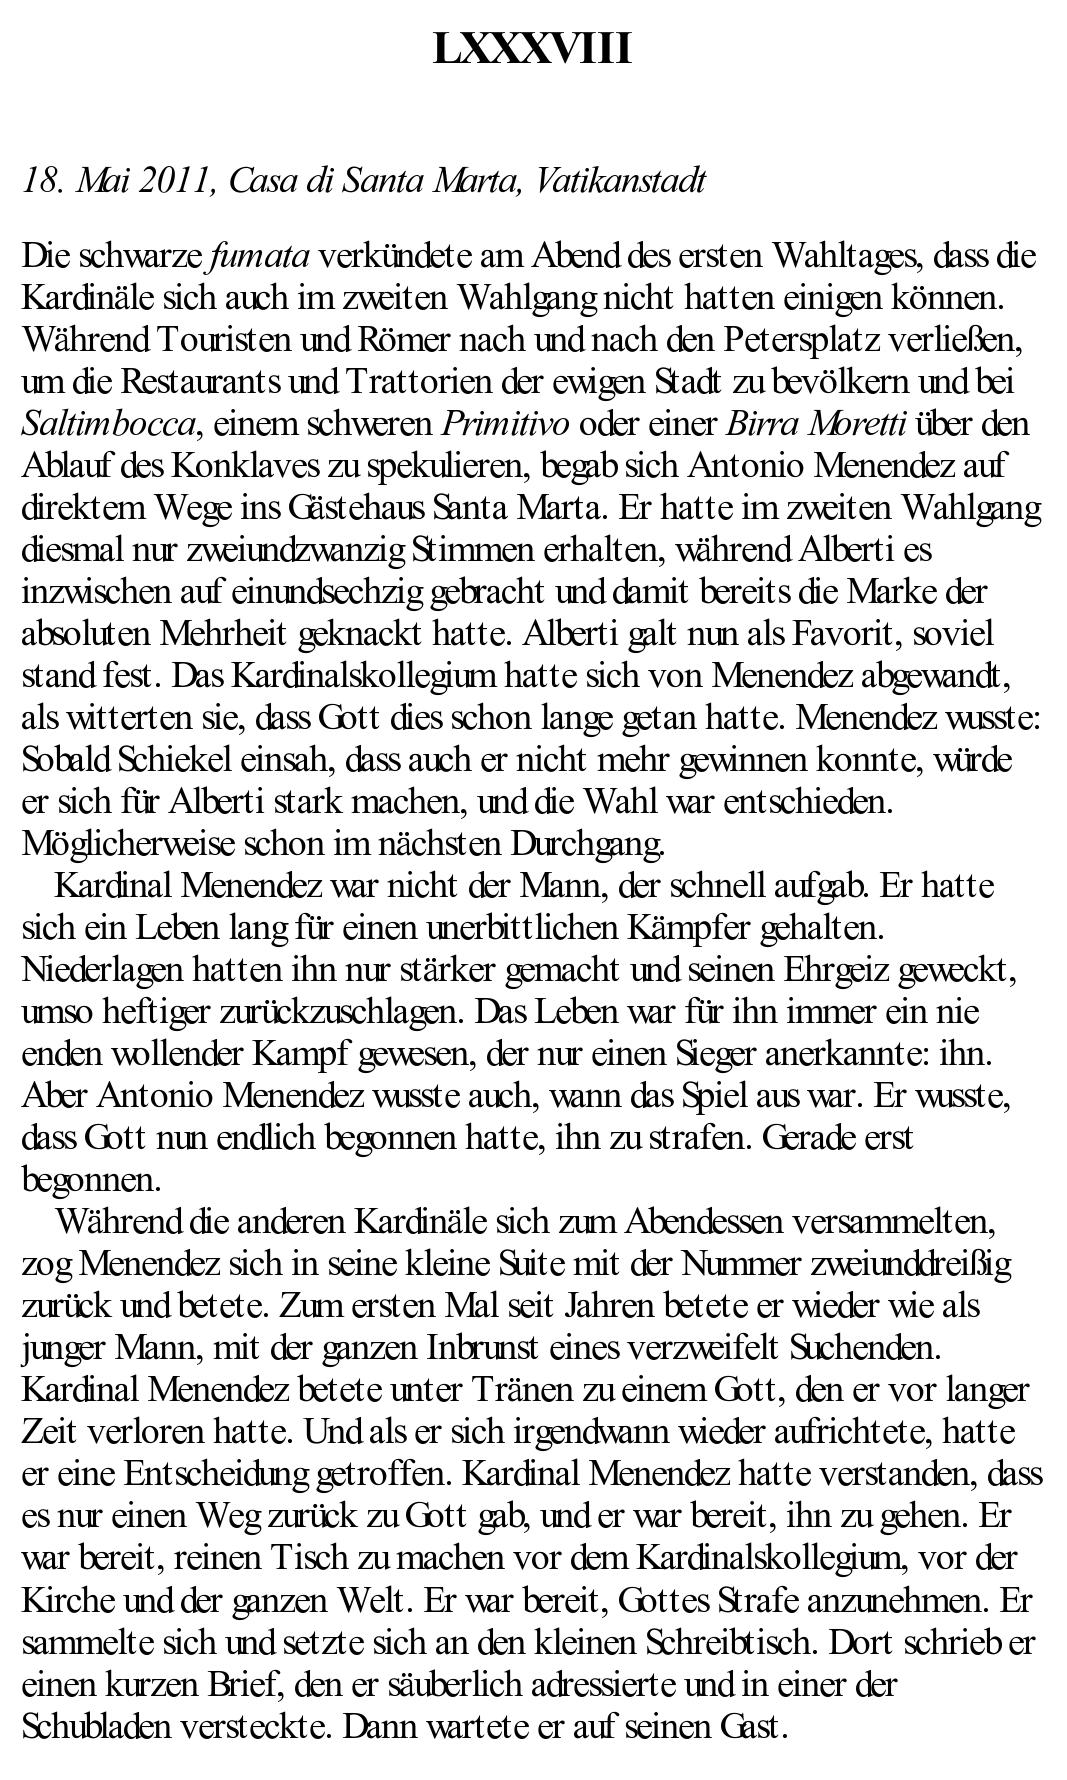 LXXXVIII
18. Mai 2011, Casa di Santa Marta, Vatikanstadt
Die schwarze fumata verkündete am Abend des ersten Wahltages, dass die
Kardinäle sich auch im zweiten Wahlgang nicht hatten einigen können.
Während Touristen und Römer nach und nach den Petersplatz verließen,
um die Restaurants und Trattorien der ewigen Stadt zu bevölkern und bei
Saltimbocca, einem schweren Primitivo oder einer Birra Moretti über den
Ablauf des Konklaves zu spekulieren, begab sich Antonio Menendez auf
direktem Wege ins Gästehaus Santa Marta. Er hatte im zweiten Wahlgang
diesmal nur zweiundzwanzig Stimmen erhalten, während Alberti es
inzwischen auf einundsechzig gebracht und damit bereits die Marke der
absoluten Mehrheit geknackt hatte. Alberti galt nun als Favorit, soviel
stand fest. Das Kardinalskollegium hatte sich von Menendez abgewandt,
als witterten sie, dass Gott dies schon lange getan hatte. Menendez wusste:
Sobald Schiekel einsah, dass auch er nicht mehr gewinnen konnte, würde
er sich für Alberti stark machen, und die Wahl war entschieden.
Möglicherweise schon im nächsten Durchgang.
Kardinal Menendez war nicht der Mann, der schnell aufgab. Er hatte
sich ein Leben lang für einen unerbittlichen Kämpfer gehalten.
Niederlagen hatten ihn nur stärker gemacht und seinen Ehrgeiz geweckt,
umso heftiger zurückzuschlagen. Das Leben war für ihn immer ein nie
enden wollender Kampf gewesen, der nur einen Sieger anerkannte: ihn.
Aber Antonio Menendez wusste auch, wann das Spiel aus war. Er wusste,
dass Gott nun endlich begonnen hatte, ihn zu strafen. Gerade erst
begonnen.
Während die anderen Kardinäle sich zum Abendessen versammelten,
zog Menendez sich in seine kleine Suite mit der Nummer zweiunddreißig
zurück und betete. Zum ersten Mal seit Jahren betete er wieder wie als
junger Mann, mit der ganzen Inbrunst eines verzweifelt Suchenden.
Kardinal Menendez betete unter Tränen zu einem Gott, den er vor langer
Zeit verloren hatte. Und als er sich irgendwann wieder aufrichtete, hatte
er eine Entscheidung getroffen. Kardinal Menendez hatte verstanden, dass
es nur einen Weg zurück zu Gott gab, und er war bereit, ihn zu gehen. Er
war bereit, reinen Tisch zu machen vor dem Kardinalskollegium, vor der
Kirche und der ganzen Welt. Er war bereit, Gottes Strafe anzunehmen. Er
sammelte sich und setzte sich an den kleinen Schreibtisch. Dort schrieb er
einen kurzen Brief, den er säuberlich adressierte und in einer der
Schubladen versteckte. Dann wartete er auf seinen Gast.